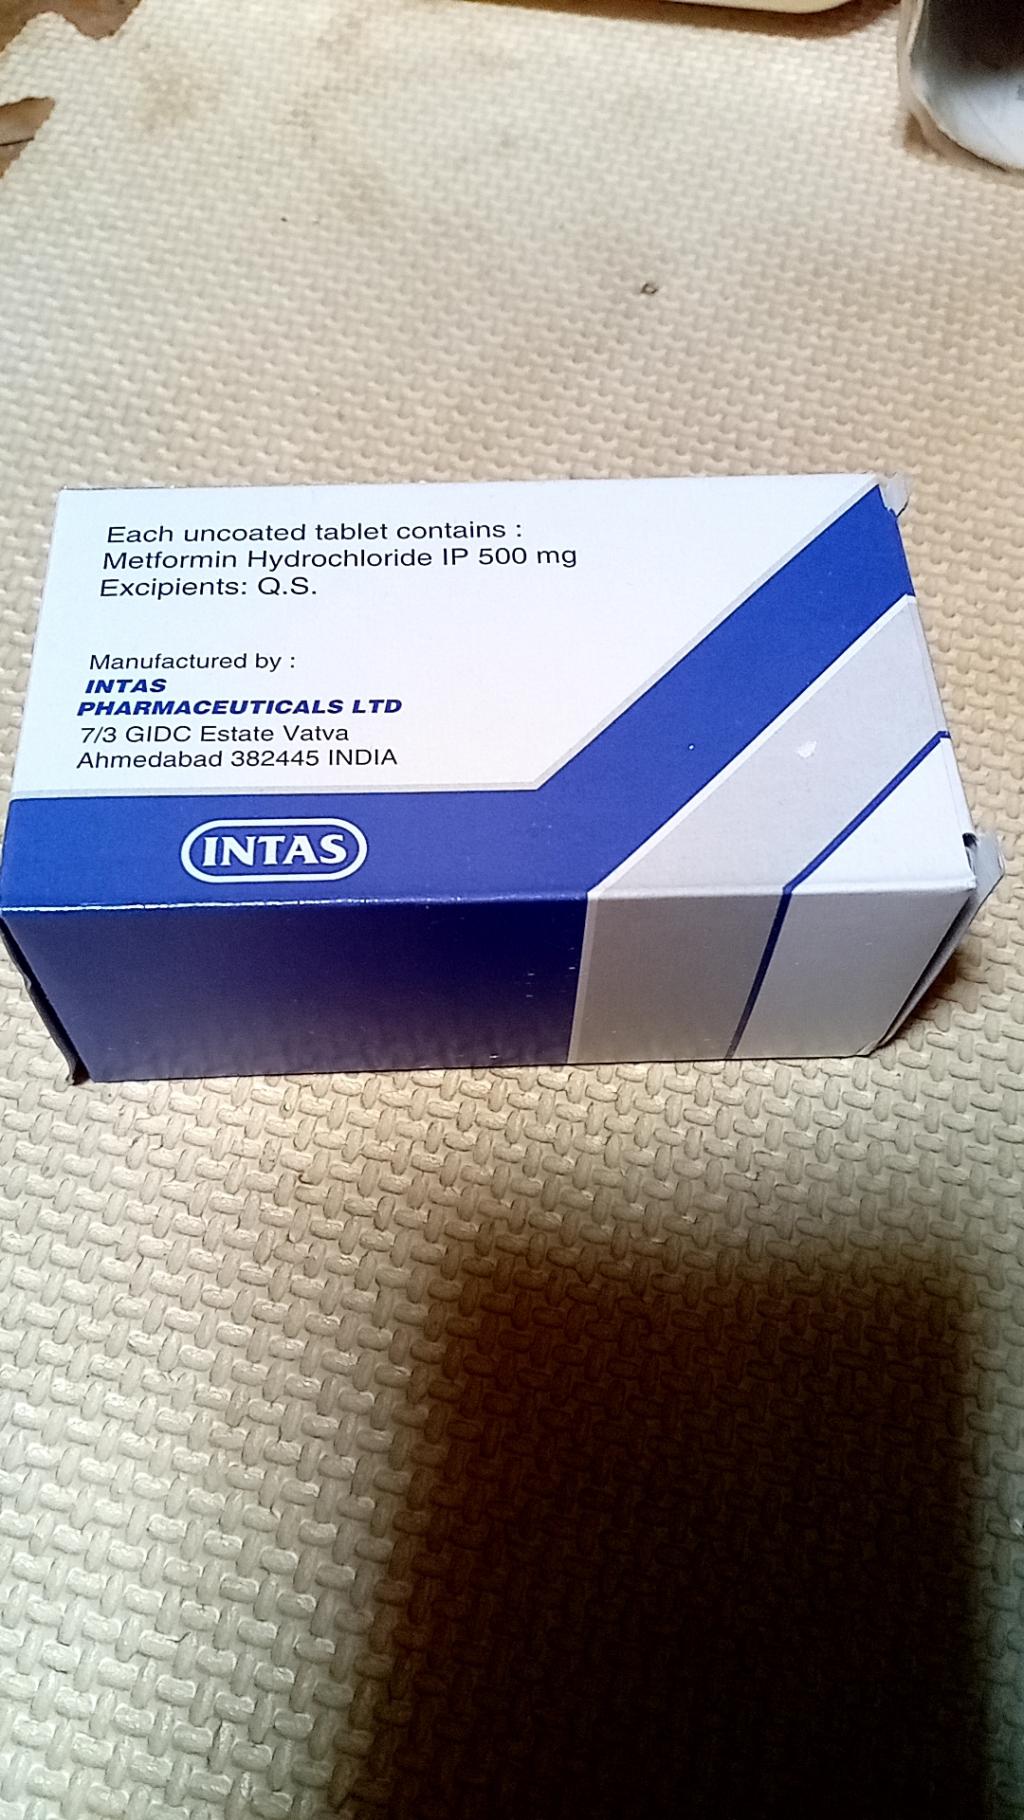 Each uncoated tablet contains :
Metformin Hydrochloride IP 500 mg
Excipients: Q.S.
Manufactured by :
INTAS
PHARMACEUTICALS LTD
7/3 GIDC Estate Vatva
Ahmedabad 382445 INDIA
INTAS